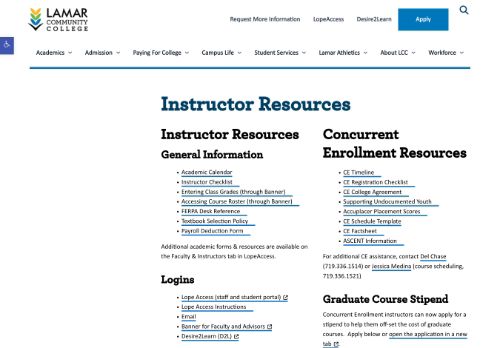 LAMAR
COMMUNITY
COLLEGE
Request More Information LopeAccess Desire2Learn Apply
Academics Admission Paying For College Campus Life Student Services Lamar Athletics About LCC Workforce
Instructor Resources
Instructor Resources
General Information
Academic Calendar
Instructor Checklist
Entering Class Grades (through Banner)
Accessing Course Roster (through Banner)
FERPA Desk Reference
Textbook Selection Policy
Payroll Deduction Form
Additional academic forms & resources are available on
the Faculty & Instructors tab in LopeAccess.
Logins
Lope Access (staff and student portal)
Lope Access Instructions
Email
Banner for Faculty and Advisors
Desire2Learn (D2L)
Concurrent
Enrollment Resources
CE Timeline
CE Registration Checklist
CE College Agreement
Supporting Undocumented Youth
Accuplacer Placement Scores
CE Schedule Template
CE Factsheet
ASCENT Information
For additional CE assistance, contact Del Chase
(719.336.1514) or Jessica Medina (course scheduling,
719.336.1521)
Graduate Course Stipend
Concurrent Enrollment instructors can now apply for a
stipend to help them off-set the cost of graduate
courses. Apply below or open the application in a new
tab.